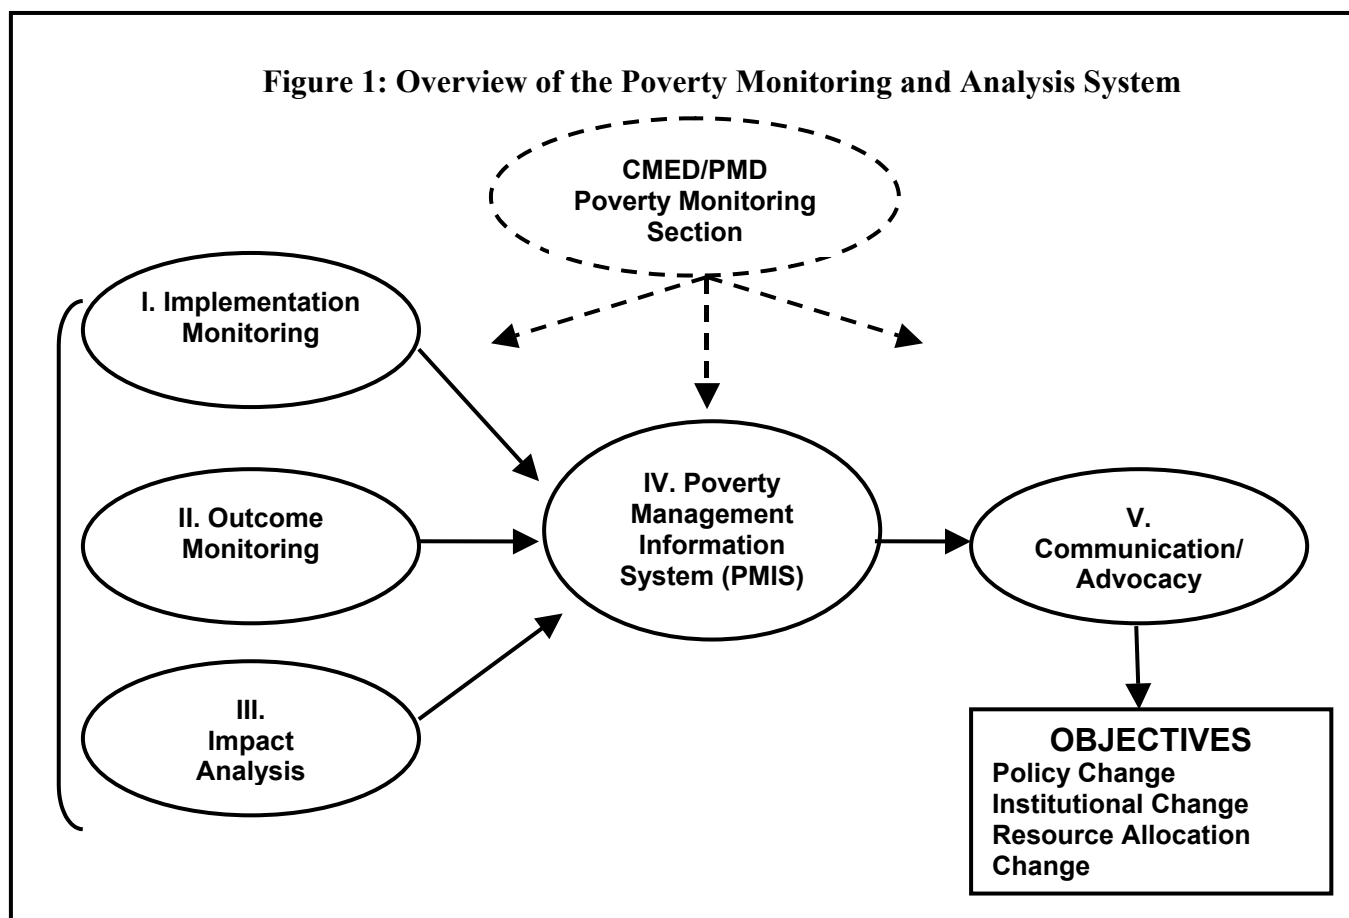 Figure 1: Overview of the Poverty Monitoring and Analysis System
CMED/PMD
Poverty Monitoring
Section
I. Implementation
Monitoring
II. Outcome
Monitoring
III.
Impact
Analysis
IV. Poverty
Management
Information
System (PMIS)
V.
Communication/
Advocacy
OBJECTIVES
Policy Change
Institutional Change
Resource Allocation
Change